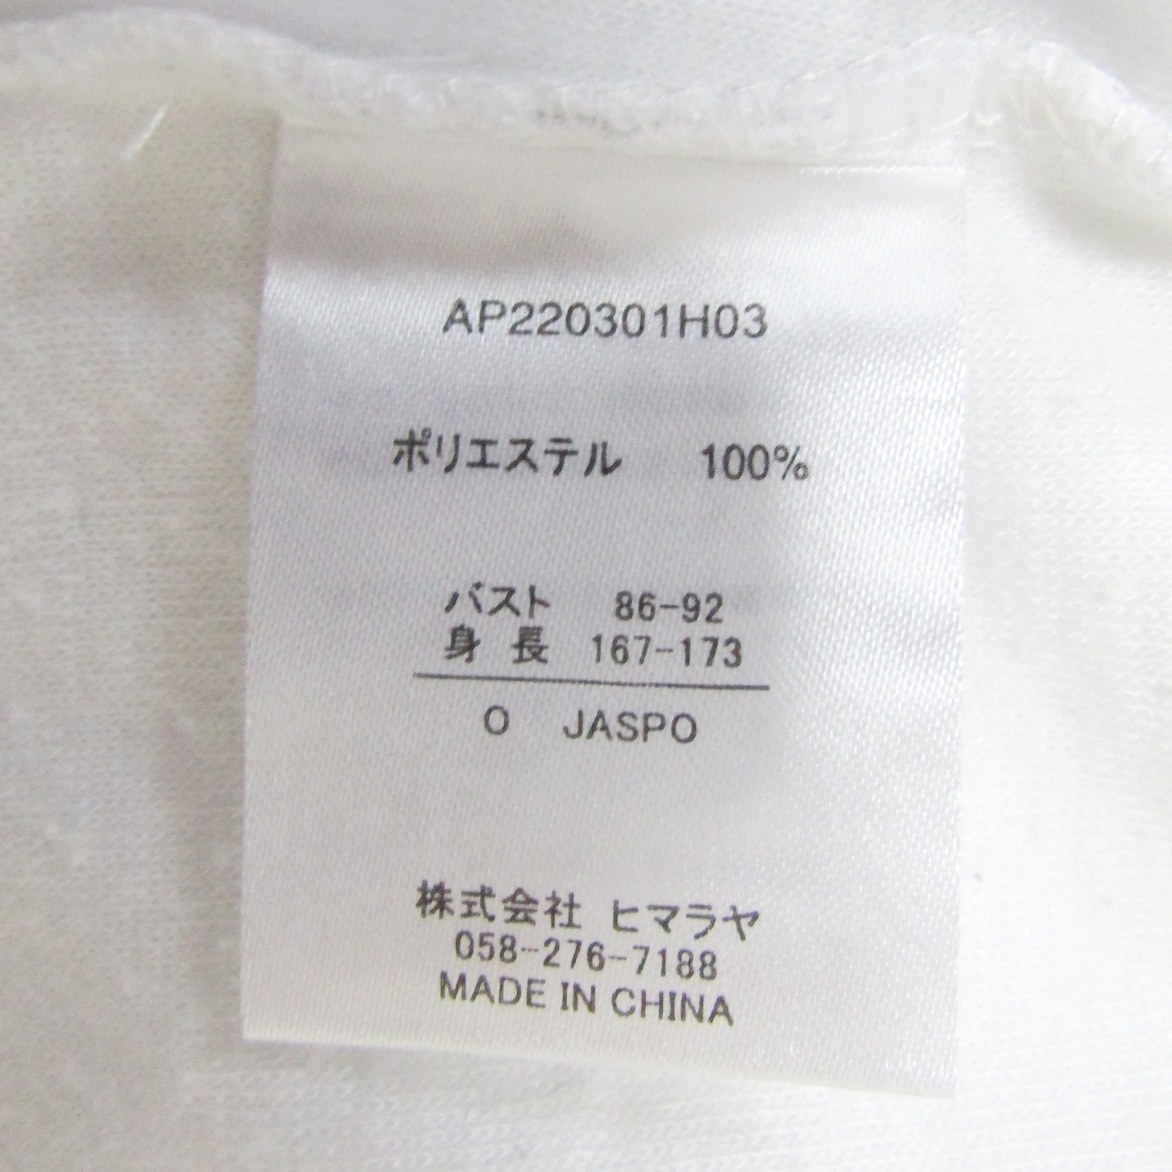 AP220301H03
ポリエステル 100%
バスト 86-92
身長 167-173
O JASPO
株式会社 ヒマラヤ
058-276-7188
MADE IN CHINA